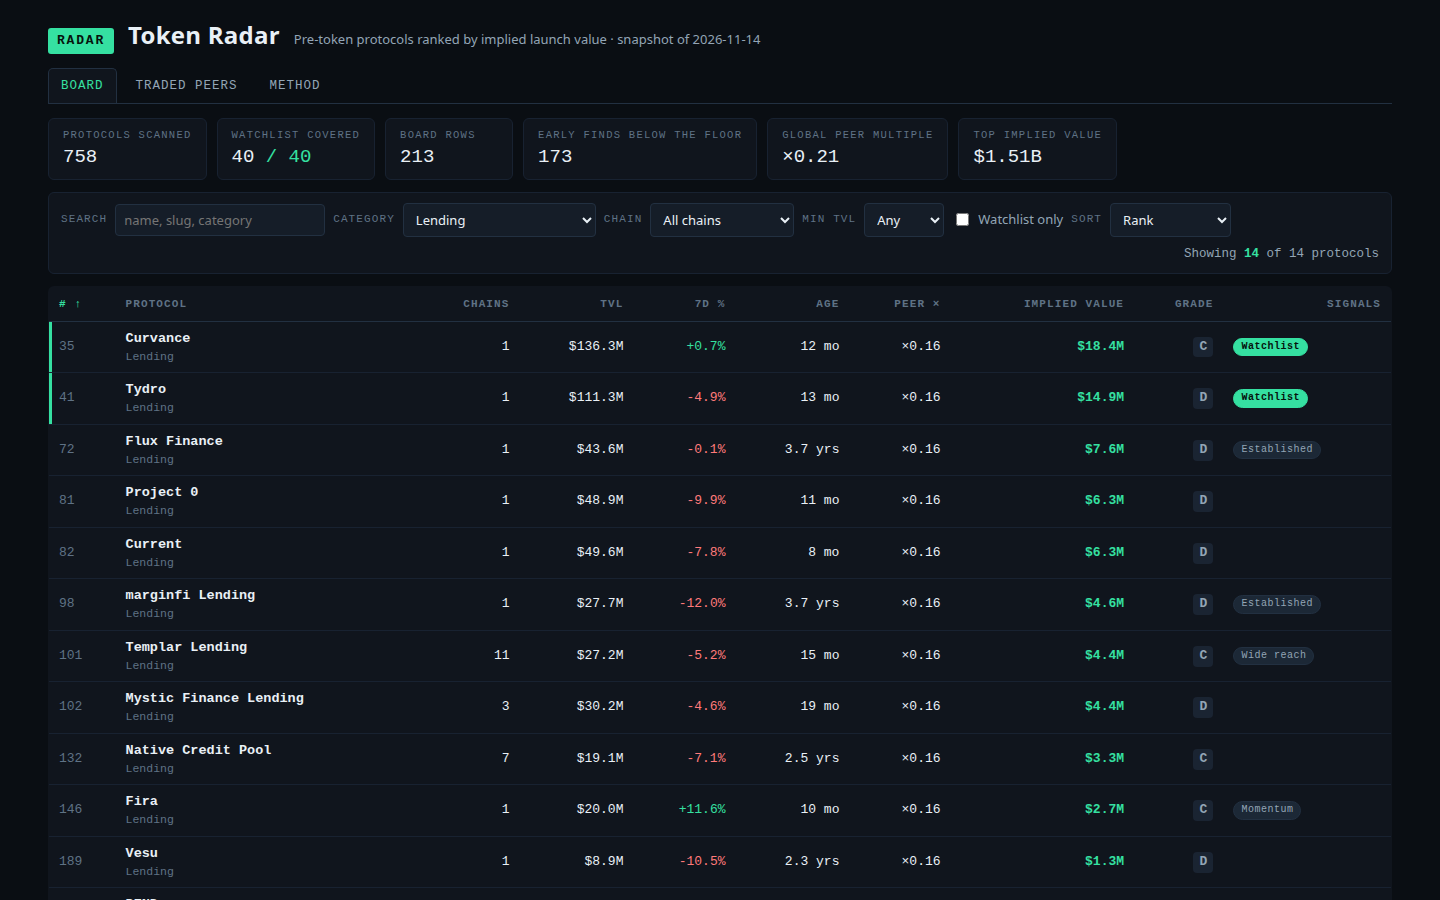 RADAR Token Radar Pre-token protocols ranked by implied launch value · snapshot of 2026-11-14
BOARD TRADED PEERS METHOD
PROTOCOLS SCANNED WATCHLIST COVERED BOARD ROWS EARLY FINDS BELOW THE FLOOR GLOBAL PEER MULTIPLE TOP IMPLIED VALUE
758 40 / 40 213 173 ×0.21 $1.51B
SEARCH name, slug, category CATEGORY Lending CHAIN All chains MIN TVL Any Watchlist only SORT Rank
Showing 14 of 14 protocols
# ↑ PROTOCOL CHAINS TVL 7D % AGE PEER × IMPLIED VALUE GRADE SIGNALS
35 Curvance 1 $136.3M +0.7% 12 mo ×0.16 $18.4M C Watchlist
Lending
41 Tydro 1 $111.3M -4.9% 13 mo ×0.16 $14.9M D Watchlist
Lending
72 Flux Finance 1 $43.6M -0.1% 3.7 yrs ×0.16 $7.6M D Established
Lending
81 Project 0 1 $48.9M -9.9% 11 mo ×0.16 $6.3M D
Lending
82 Current 1 $49.6M -7.8% 8 mo ×0.16 $6.3M D
Lending
98 marginfi Lending 1 $27.7M -12.0% 3.7 yrs ×0.16 $4.6M D Established
Lending
101 Templar Lending 11 $27.2M -5.2% 15 mo ×0.16 $4.4M C Wide reach
Lending
102 Mystic Finance Lending 3 $30.2M -4.6% 19 mo ×0.16 $4.4M D
Lending
132 Native Credit Pool 7 $19.1M -7.1% 2.5 yrs ×0.16 $3.3M C
Lending
146 Fira 1 $20.0M +11.6% 10 mo ×0.16 $2.7M C Momentum
Lending
189 Vesu 1 $8.9M -10.5% 2.3 yrs ×0.16 $1.3M D
Lending